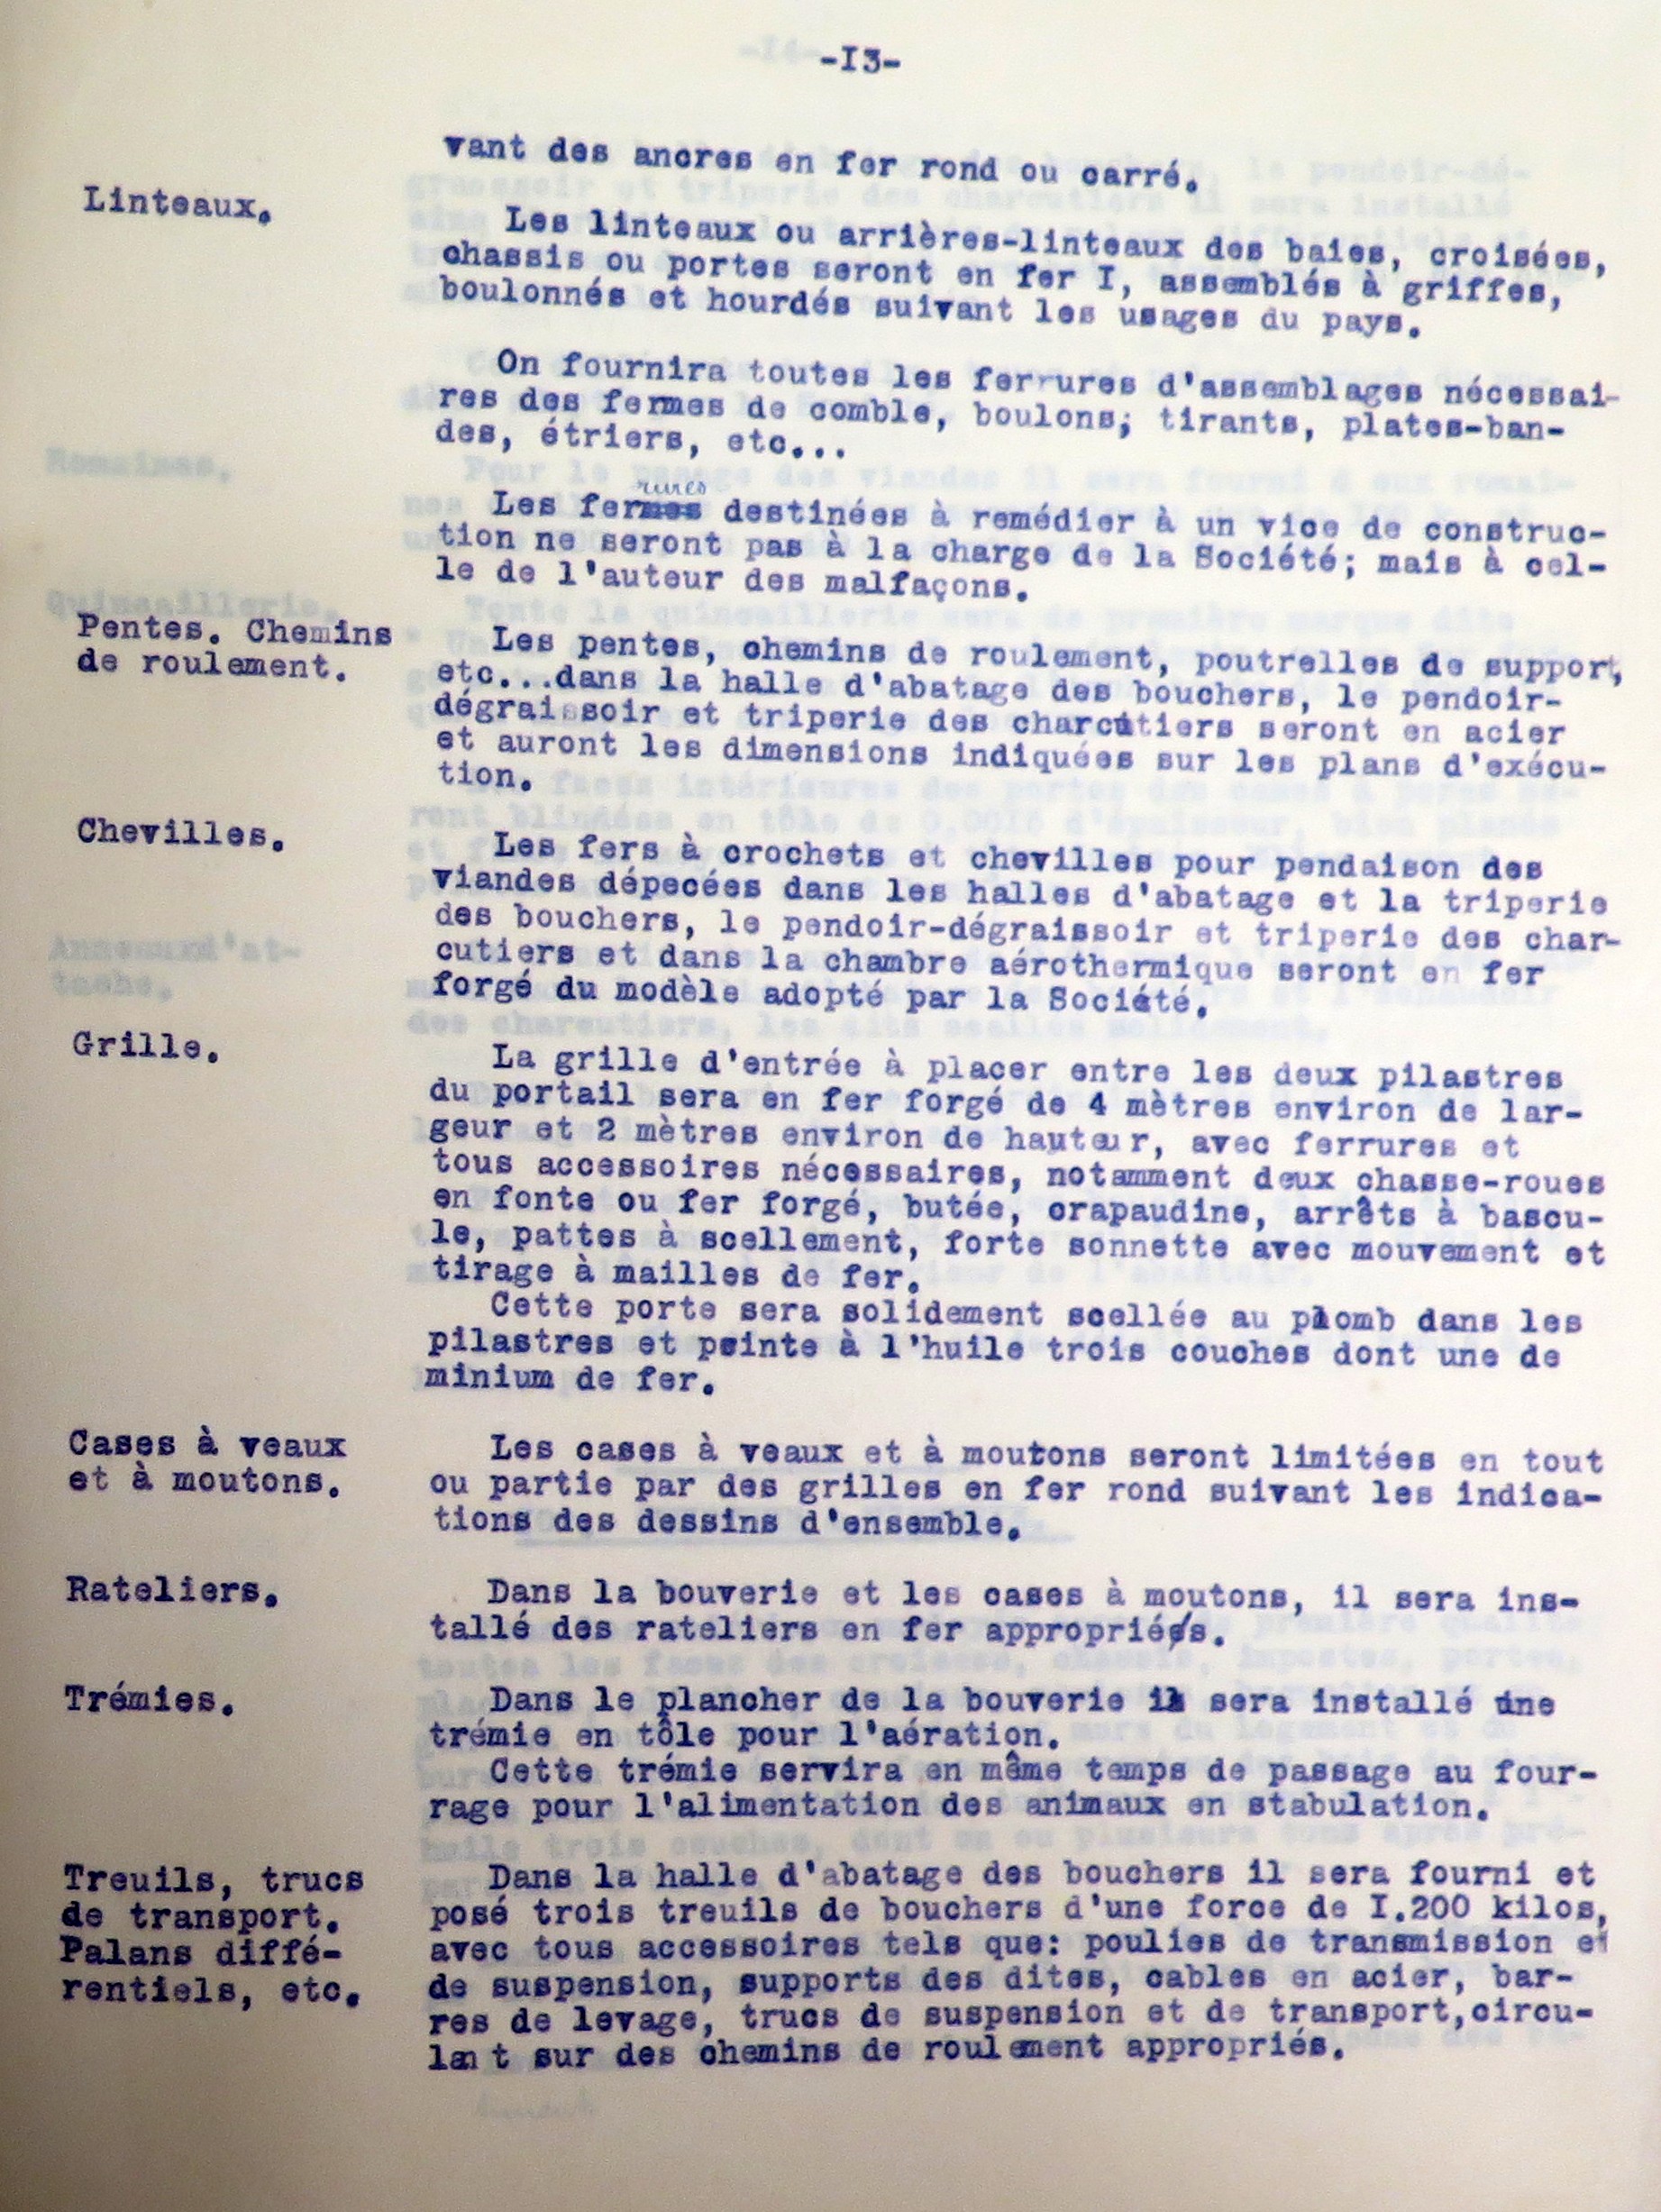 -I3-
vant des ancres en fer rond ou carré.
Linteaux.
Les linteaux ou arrières-linteaux des baies, croisées,
chassis ou portes seront en fer I, assemblés à griffes,
boulonnés et hourdés suivant les usages du pays.
On fournira toutes les ferrures d'assemblages nécessai-
res des fermes de comble, boulons; tirants, plates-ban-
des, étriers, etc...
rures
Les fermes destinées à remédier à un vice de construc-
tion ne seront pas à la charge de la Société; mais à cel-
le de l'auteur des malfaçons.
Pentes. Chemins
de roulement.
Les pentes, chemins de roulement, poutrelles de support,
etc...dans la halle d'abatage des bouchers, le pendoir-
dégraissoir et triperie des charcutiers seront en acier
et auront les dimensions indiquées sur les plans d'exécu-
tion.
Chevilles.
Les fers à crochets et chevilles pour pendaison des
viandes dépecées dans les halles d'abatage et la triperie
des bouchers, le pendoir-dégraissoir et triperie des char-
cutiers et dans la chambre aérothermique seront en fer
forgé du modèle adopté par la Société.
Grille.
La grille d'entrée à placer entre les deux pilastres
du portail sera en fer forgé de 4 mètres environ de lar-
geur et 2 mètres environ de hauteur, avec ferrures et
tous accessoires nécessaires, notamment deux chasse-roues
en fonte ou fer forgé, butée, crapaudine, arrêts à bascu-
le, pattes à scellement, forte sonnette avec mouvement et
tirage à mailles de fer.
Cette porte sera solidement scellée au plomb dans les
pilastres et peinte à l'huile trois couches dont une de
minium de fer.
Cases à veaux
et à moutons.
Les cases à veaux et à moutons seront limitées en tout
ou partie par des grilles en fer rond suivant les indica-
tions des dessins d'ensemble.
Rateliers.
Dans la bouverie et les cases à moutons, il sera ins-
tallé des rateliers en fer appropriés.
Trémies.
Dans le plancher de la bouverie il sera installé une
trémie en tôle pour l'aération.
Cette trémie servira en même temps de passage au four-
rage pour l'alimentation des animaux en stabulation.
Treuils, trucs
de transport.
Palans diffé-
rentiels, etc.
Dans la halle d'abatage des bouchers il sera fourni et
posé trois treuils de bouchers d'une force de I.200 kilos,
avec tous accessoires tels que: poulies de transmission et
de suspension, supports des dites, cables en acier, bar-
res de levage, trucs de suspension et de transport,circu-
lant sur des chemins de roulement appropriés.